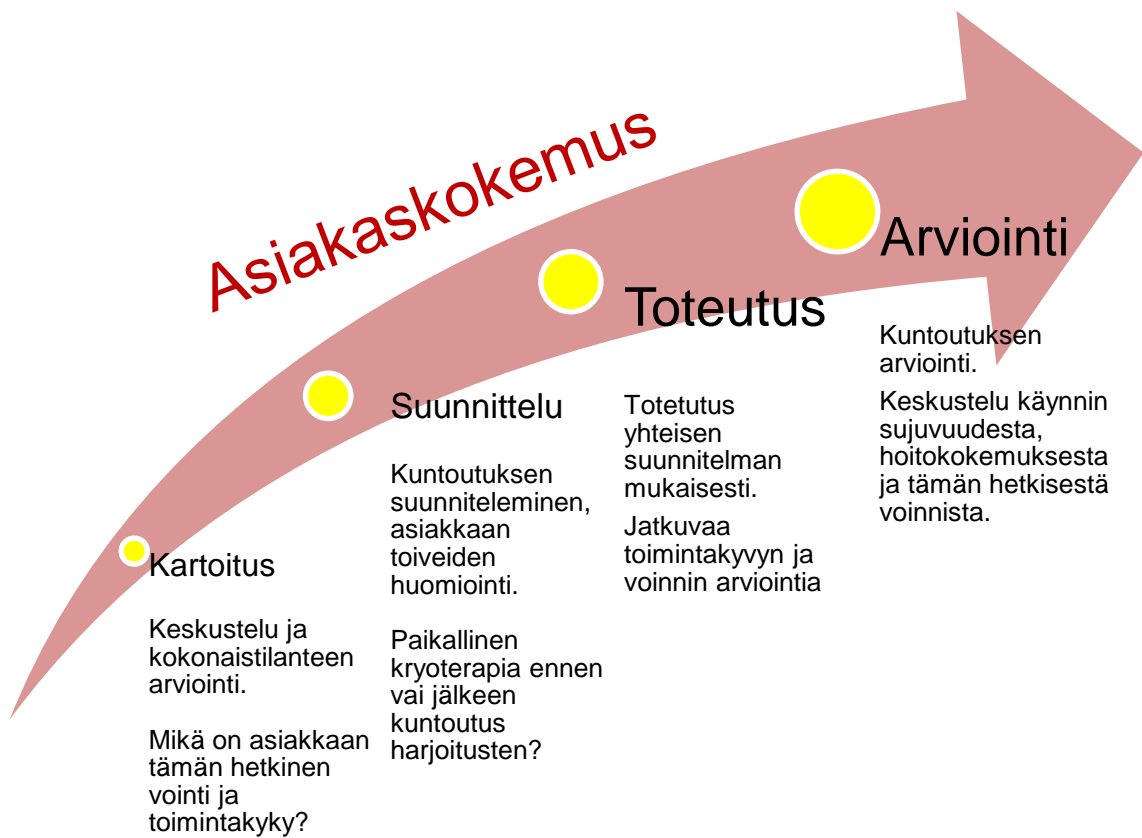 Asiakaskokemus
Kartoitus
Keskustelu ja
kokonaistilanteen
arviointi.
Mikä on asiakkaan
tämän hetkinen
vointi ja
toimintakyky?
Suunnittelu
Kuntoutuksen
suunniteleminen,
asiakkaan
toiveiden
huomiointi.
Paikallinen
kryoterapia ennen
vai jälkeen
kuntoutus
harjoitusten?
Toteutus
Totetutus
yhteisen
suunnitelman
mukaisesti.
Jatkuvaa
toimintakyvyn ja
voinnin arviointia
Arviointi
Kuntoutuksen
arviointi.
Keskustelu käynnin
sujuvuudesta,
hoitokokemuksesta
ja tämän hetkisestä
voinnista.